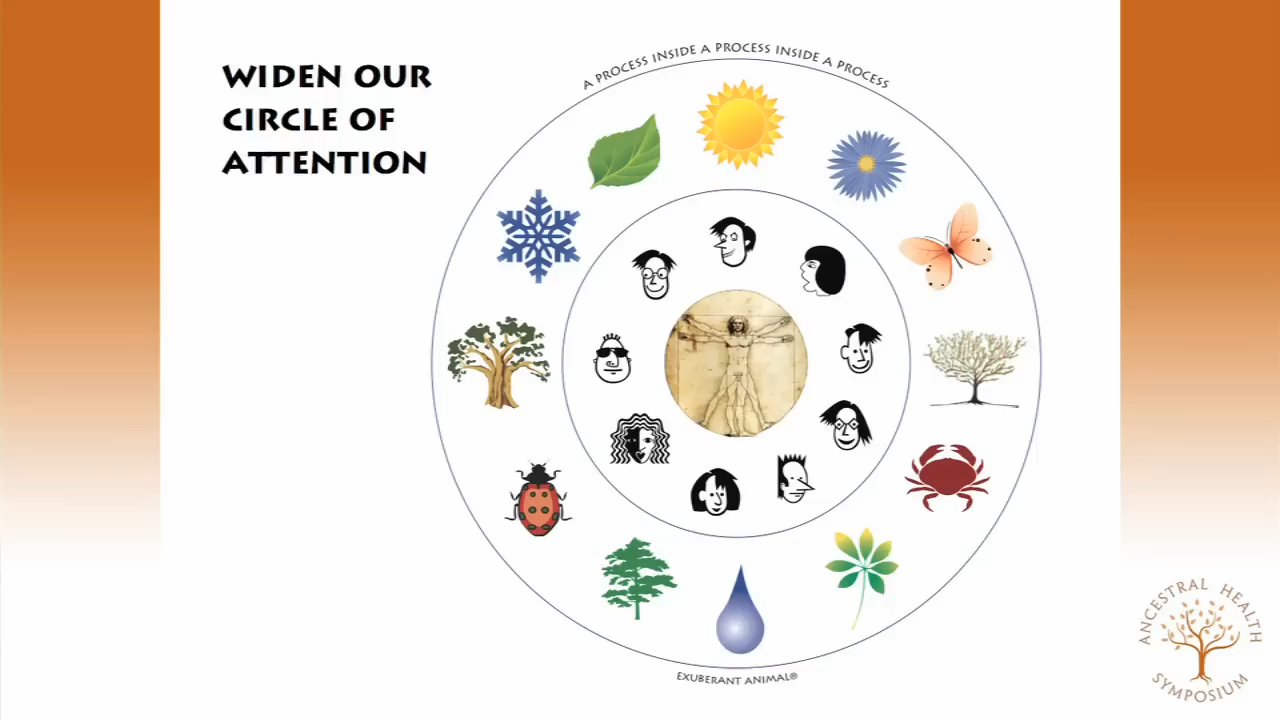 WIDEN OUR
CIRCLE OF
ATTENTION
A PROCESS INSIDE A PROCESS INSIDE A PROCESS
EXUBERANT ANIMAL®
ANCESTRAL HEALTH
SYMPOSIUM